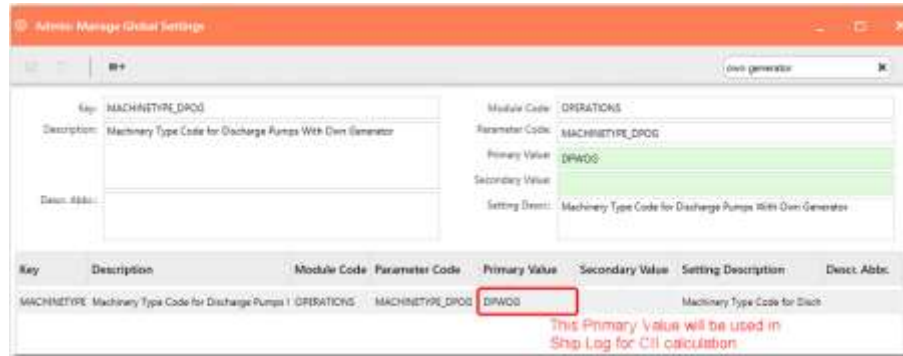 Admin: Manage Global Settings
own generator
Key: MACHINETYPE_DPOG
Module Code: OPERATIONS
Description: Machinery Type Code for Discharge Pumps With Own Generator
Parameter Code: MACHINETYPE_DPOG
Primary Value: DPWOG
Secondary Value:
Descr. Abbr.:
Setting Descr.: Machinery Type Code for Discharge Pumps With Own Generator
Key Description Module Code Parameter Code Primary Value Secondary Value Setting Description Descr. Abbr.
MACHINETYPE Machinery Type Code for Discharge Pumps OPERATIONS MACHINETYPE_DPOG DPWOG Machinery Type Code for Disch
This Primary Value will be used in
Ship Log for CII calculation